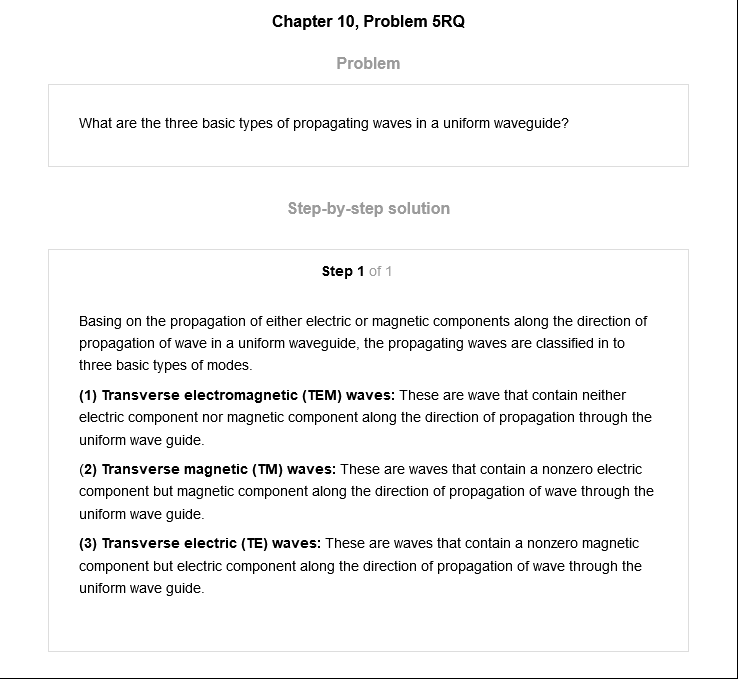 Chapter 10, Problem 5RQ
Problem
What are the three basic types of propagating waves in a uniform waveguide?
Step-by-step solution
Step 1 of 1
Basing on the propagation of either electric or magnetic components along the direction of
propagation of wave in a uniform waveguide, the propagating waves are classified in to
three basic types of modes.
(1) Transverse electromagnetic (TEM) waves: These are wave that contain neither
electric component nor magnetic component along the direction of propagation through the
uniform wave guide.
(2) Transverse magnetic (TM) waves: These are waves that contain a nonzero electric
component but magnetic component along the direction of propagation of wave through the
uniform wave guide.
(3) Transverse electric (TE) waves: These are waves that contain a nonzero magnetic
component but electric component along the direction of propagation of wave through the
uniform wave guide.